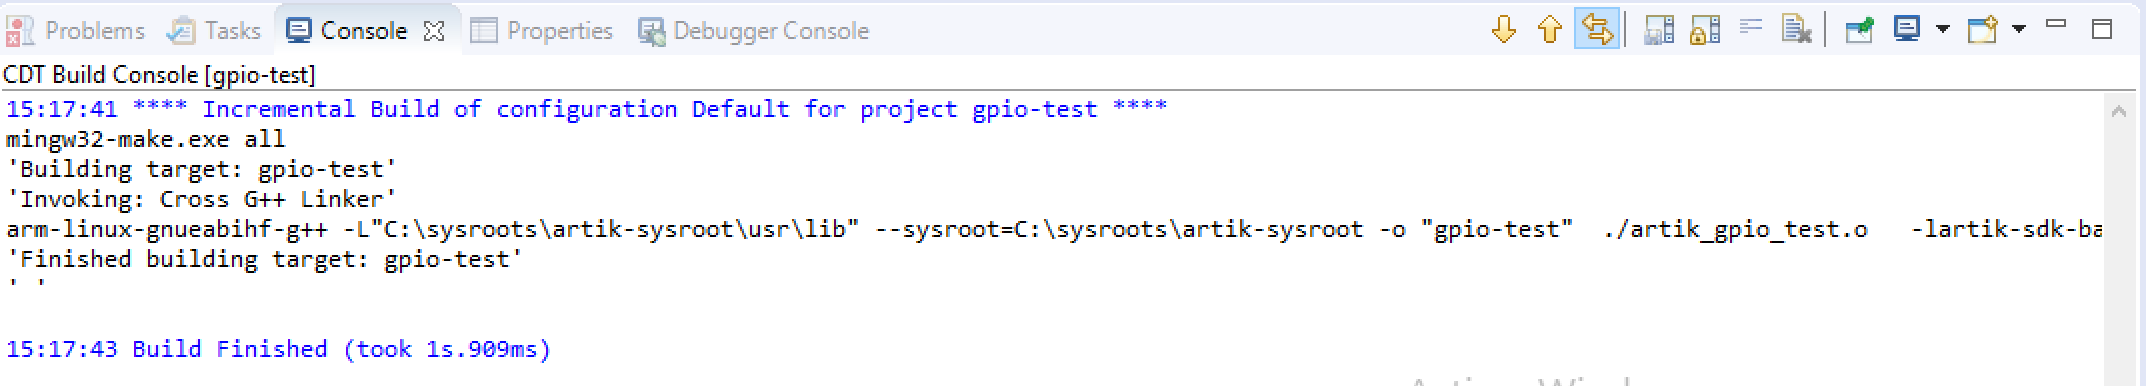 Problems Tasks Console Properties Debugger Console
CDT Build Console [gpio-test]
15:17:41 **** Incremental Build of configuration Default for project gpio-test ****
mingw32-make.exe all
'Building target: gpio-test'
'Invoking: Cross G++ Linker'
arm-linux-gnueabihf-g++ -L"C:\sysroots\artik-sysroot\usr\lib" --sysroot=C:\sysroots\artik-sysroot -o "gpio-test"  ./artik_gpio_test.o   -lartik-sdk-ba
'Finished building target: gpio-test'
' '
15:17:43 Build Finished (took 1s.909ms)